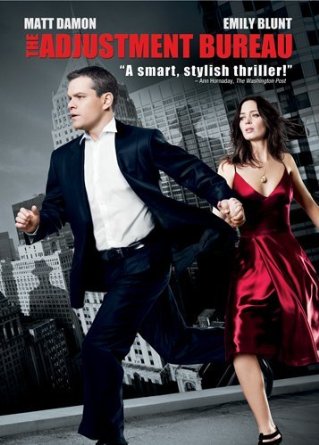 MATT DAMON EMILY BLUNT
THE ADJUSTMENT BUREAU
"A smart, stylish thriller!"
– Ann Hornaday, The Washington Post